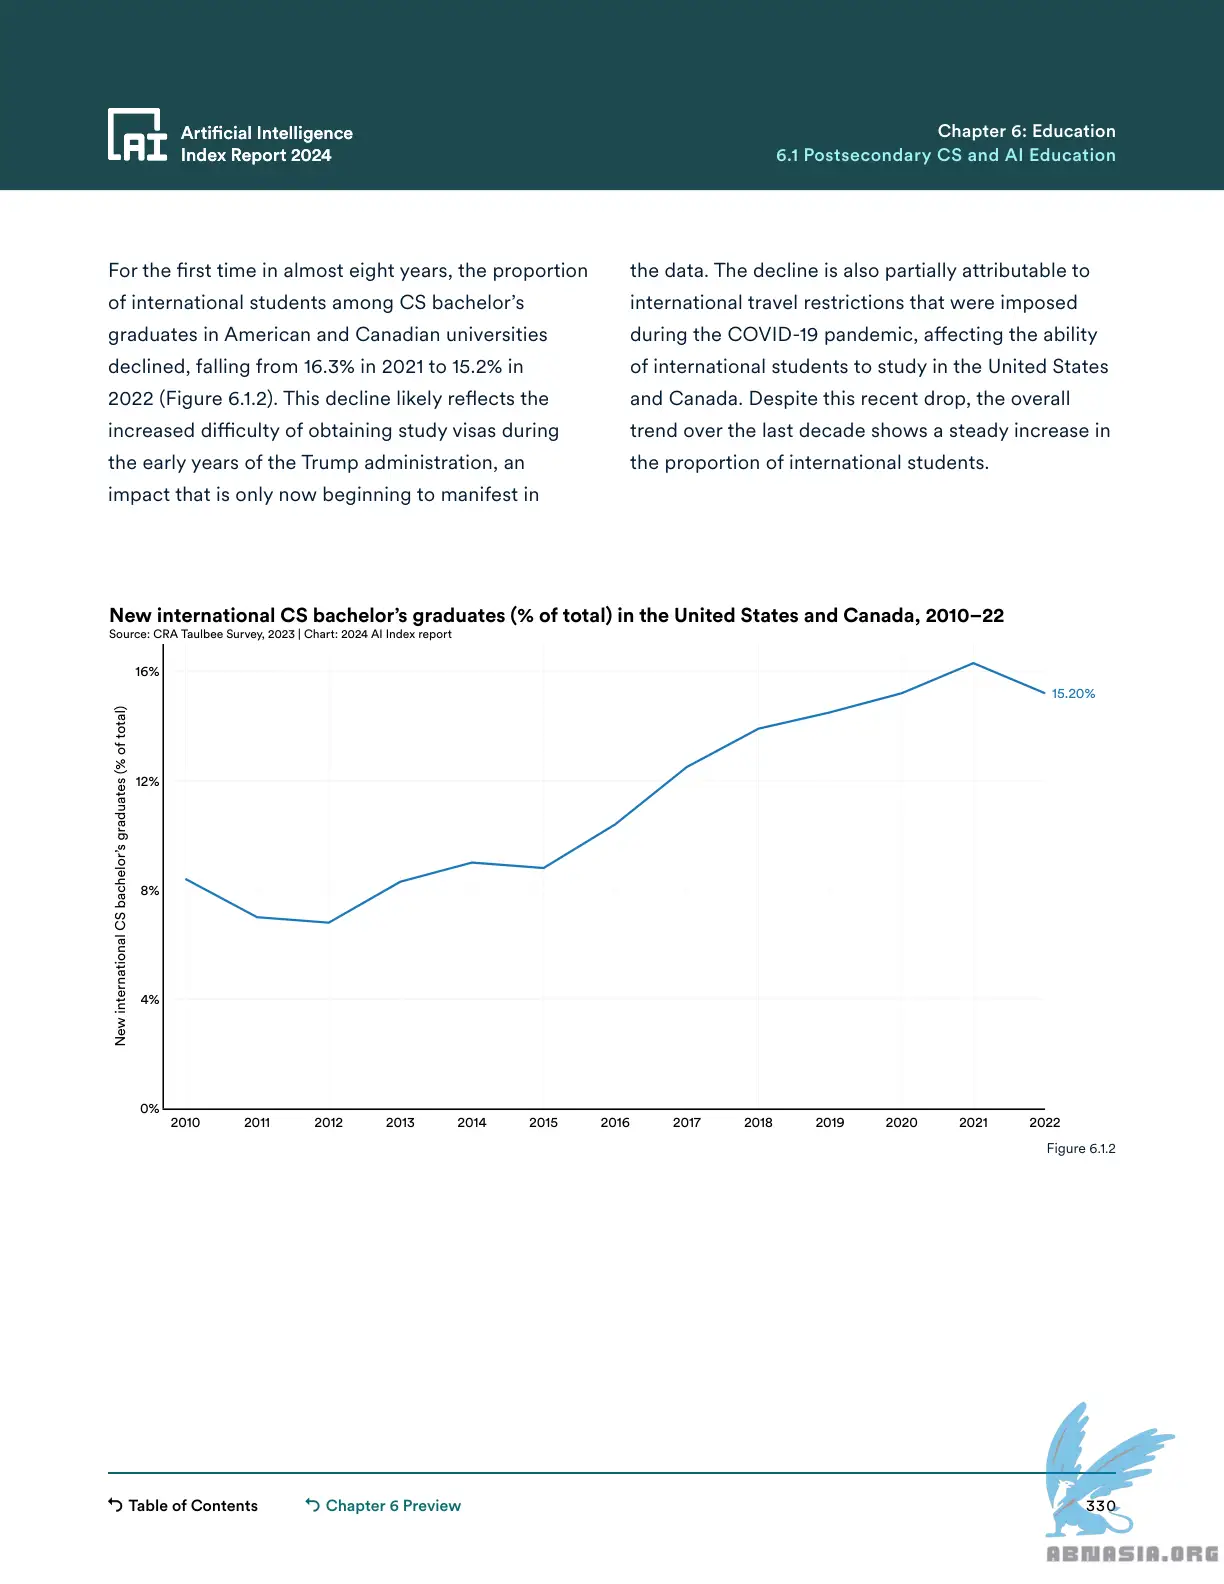 Artificial Intelligence
Index Report 2024
Chapter 6: Education
6.1 Postsecondary CS and AI Education
For the first time in almost eight years, the proportion
of international students among CS bachelor’s
graduates in American and Canadian universities
declined, falling from 16.3% in 2021 to 15.2% in
2022 (Figure 6.1.2). This decline likely reflects the
increased difficulty of obtaining study visas during
the early years of the Trump administration, an
impact that is only now beginning to manifest in
the data. The decline is also partially attributable to
international travel restrictions that were imposed
during the COVID-19 pandemic, affecting the ability
of international students to study in the United States
and Canada. Despite this recent drop, the overall
trend over the last decade shows a steady increase in
the proportion of international students.
New international CS bachelor’s graduates (% of total) in the United States and Canada, 2010–22
Source: CRA Taulbee Survey, 2023 | Chart: 2024 AI Index report
New international CS bachelor’s graduates (% of total)
16%
12%
8%
4%
0%
15.20%
2010 2011 2012 2013 2014 2015 2016 2017 2018 2019 2020 2021 2022
Figure 6.1.2
Table of Contents
Chapter 6 Preview
330
ABNASIA.ORG